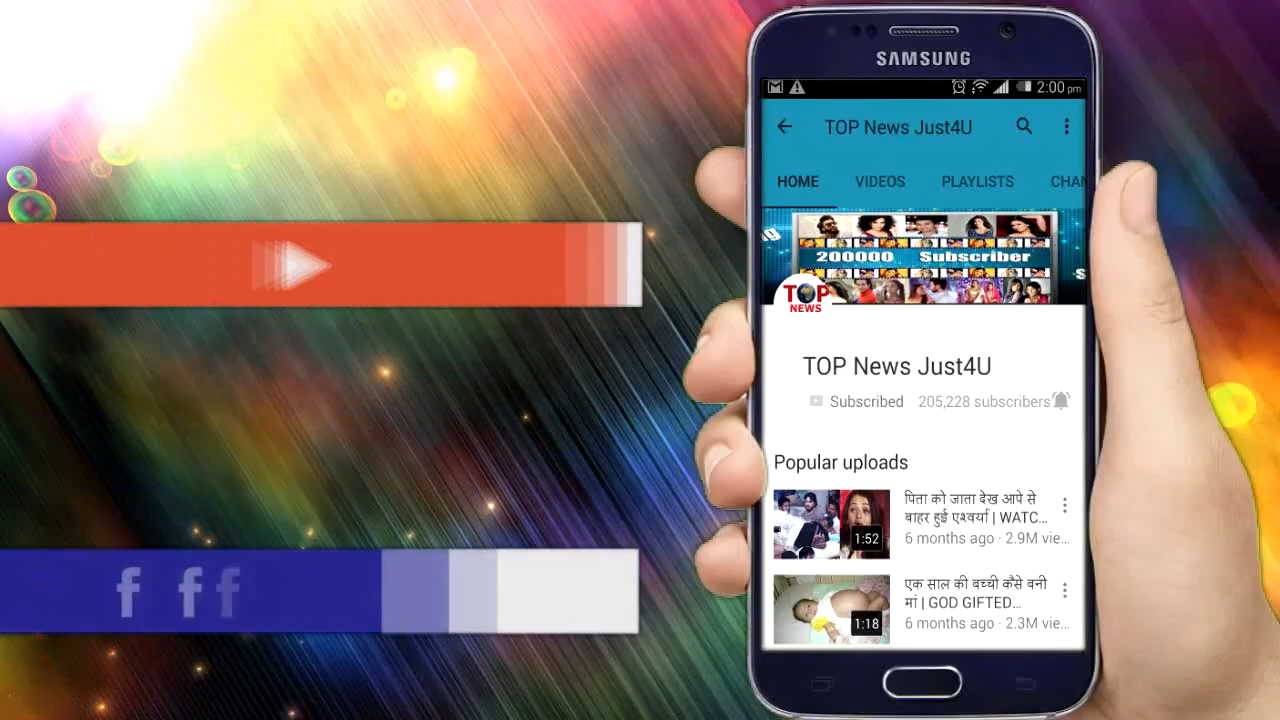 SAMSUNG
2:00 pm
TOP News Just4U
HOME VIDEOS PLAYLISTS CHAN
200000 Subscriber
TOP
NEWS
TOP News Just4U
Subscribed 205,228 subscribers
Popular uploads
पिता को जाता देख आपे से
बाहर हुई एश्वर्या | WATC...
6 months ago · 2.9M vie...
1:52
एक साल की बच्ची कैसे बनी
मां | GOD GIFTED...
6 months ago · 2.3M vie...
1:18
f f f